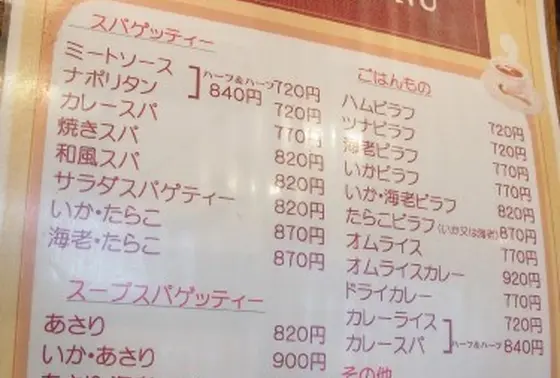 スパゲッティー
ミートソース 720円
ナポリタン ハーフ&ハーフ 840円 720円
カレースパ 770円
焼きスパ 820円
和風スパ 820円
サラダスパゲティー 820円
いか・たらこ 870円
海老・たらこ 870円
スープスパゲッティー
あさり 820円
いか・あさり 900円
ごはんもの
ハムピラフ 720円
ツナピラフ 720円
海老ピラフ 770円
いかピラフ 770円
いか・海老ピラフ 820円
たらこピラフ(いか又は海老) 870円
オムライス 770円
オムライスカレー 920円
ドライカレー 770円
カレーライス 720円
カレースパ ハーフ&ハーフ 840円
その他